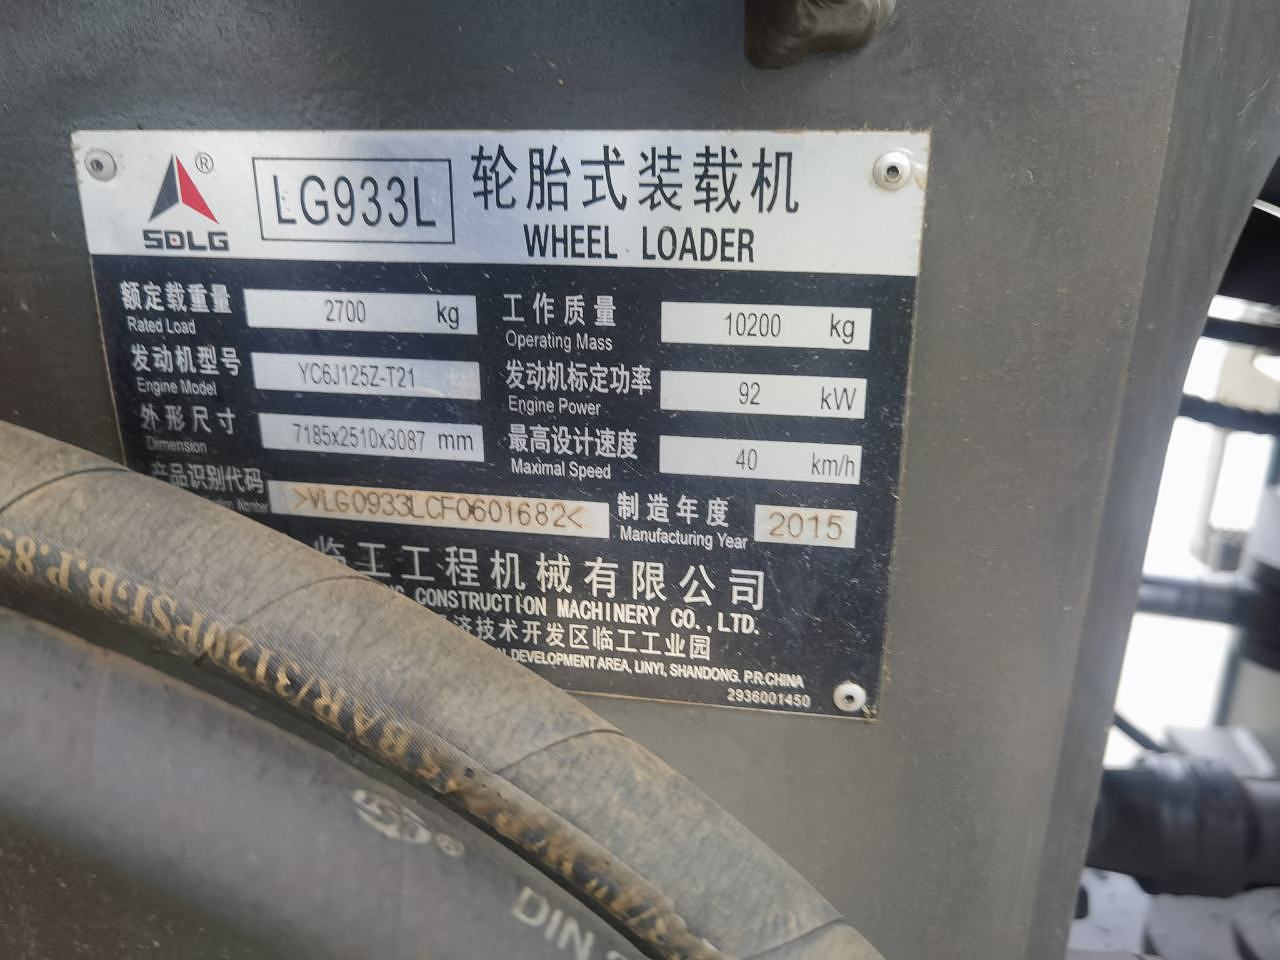 SDLG ®
LG933L
轮胎式装载机
WHEEL LOADER
额定载重量 2700 kg
Rated Load
工作质量 10200 kg
Operating Mass
发动机型号 YC6J125Z-T21
Engine Model
发动机标定功率 92 kW
Engine Power
外形尺寸 7185x2510x3087 mm
Dimension
最高设计速度 40 km/h
Maximal Speed
产品识别代码 >VLG0933LCF0601682<
Number
制造年度 2015
Manufacturing Year
临工工程机械有限公司
CONSTRUCTION MACHINERY CO.,LTD.
济技术开发区临工工业园
DEVELOPMENT AREA, LINYI, SHANDONG. P.R.CHINA
2936001450
BAR/3120PSI B.P.:85
®
DIN